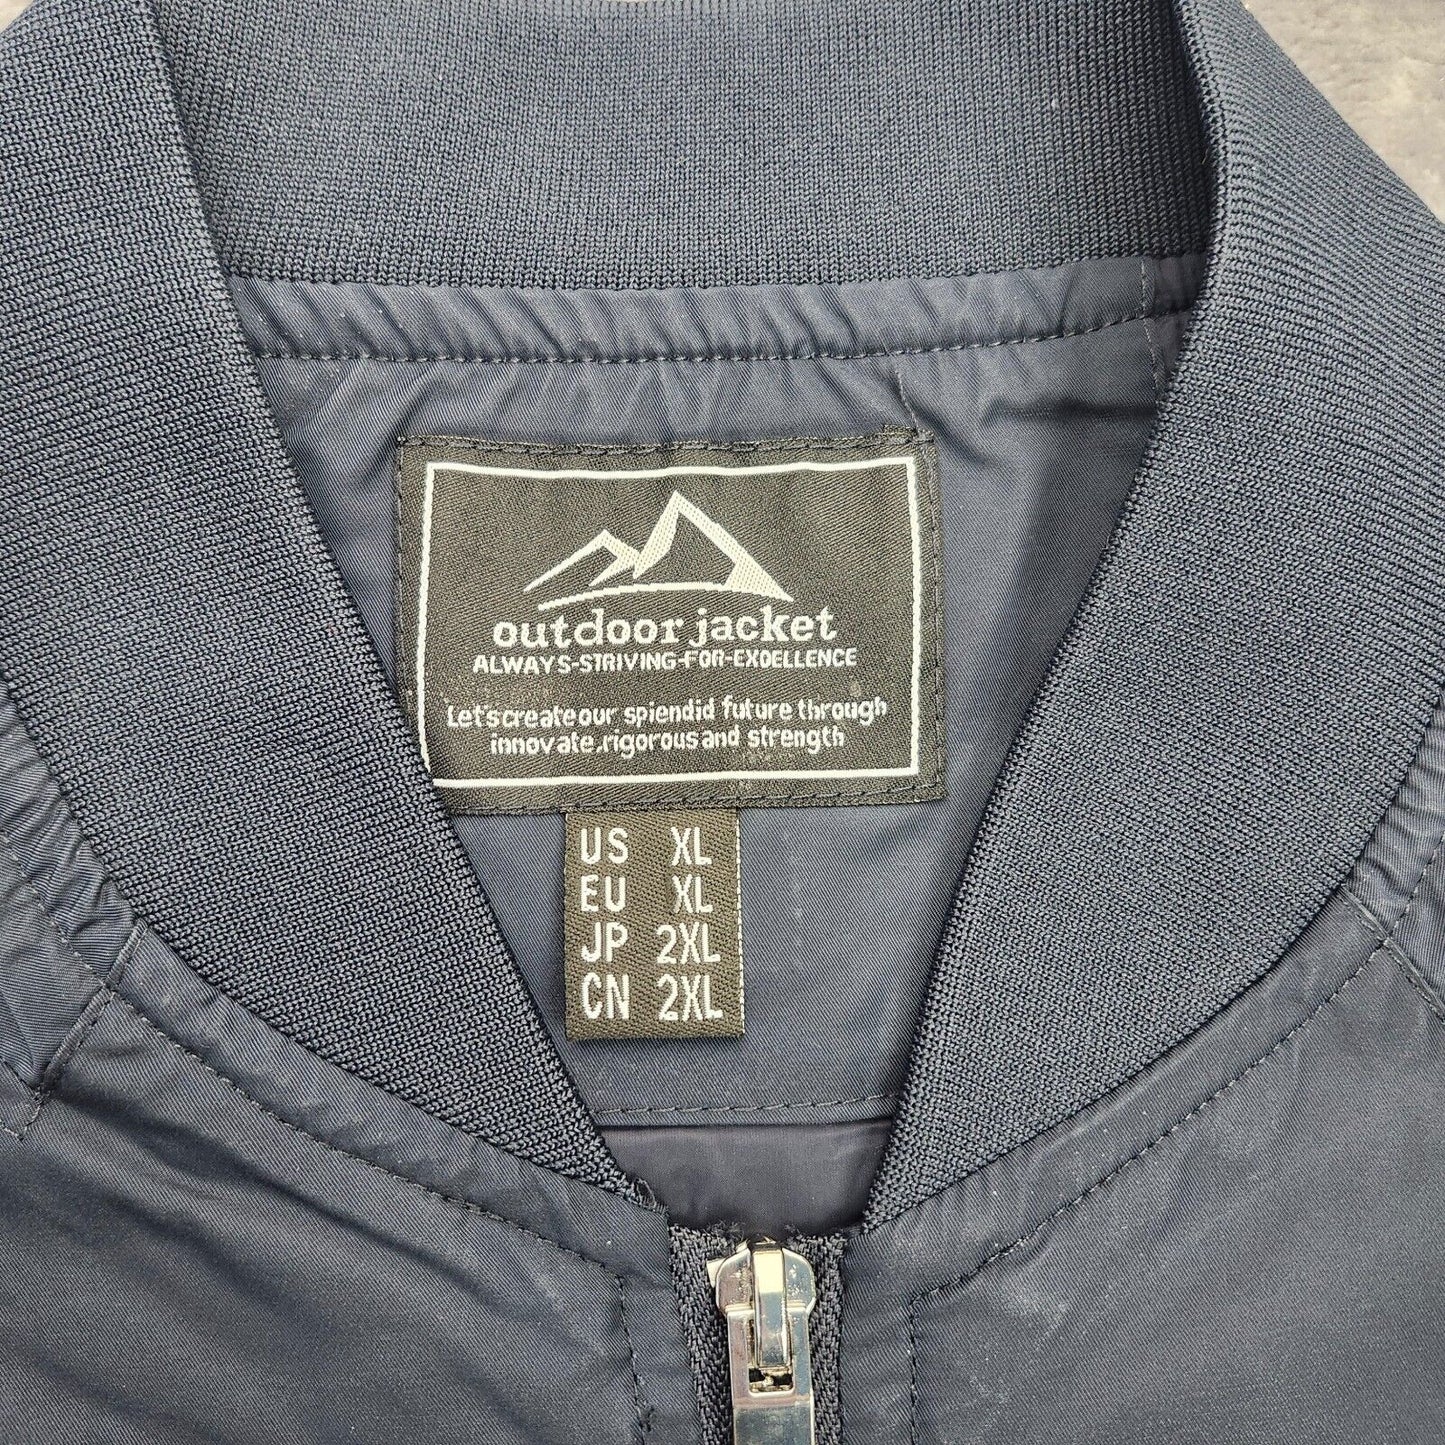 outdoor jacket
ALWAYS-STRIVING-FOR-EXOELLENCE
Let's create our spiendid future through
innovate.rigorous and strength
US XL
EU XL
JP 2XL
CN 2XL